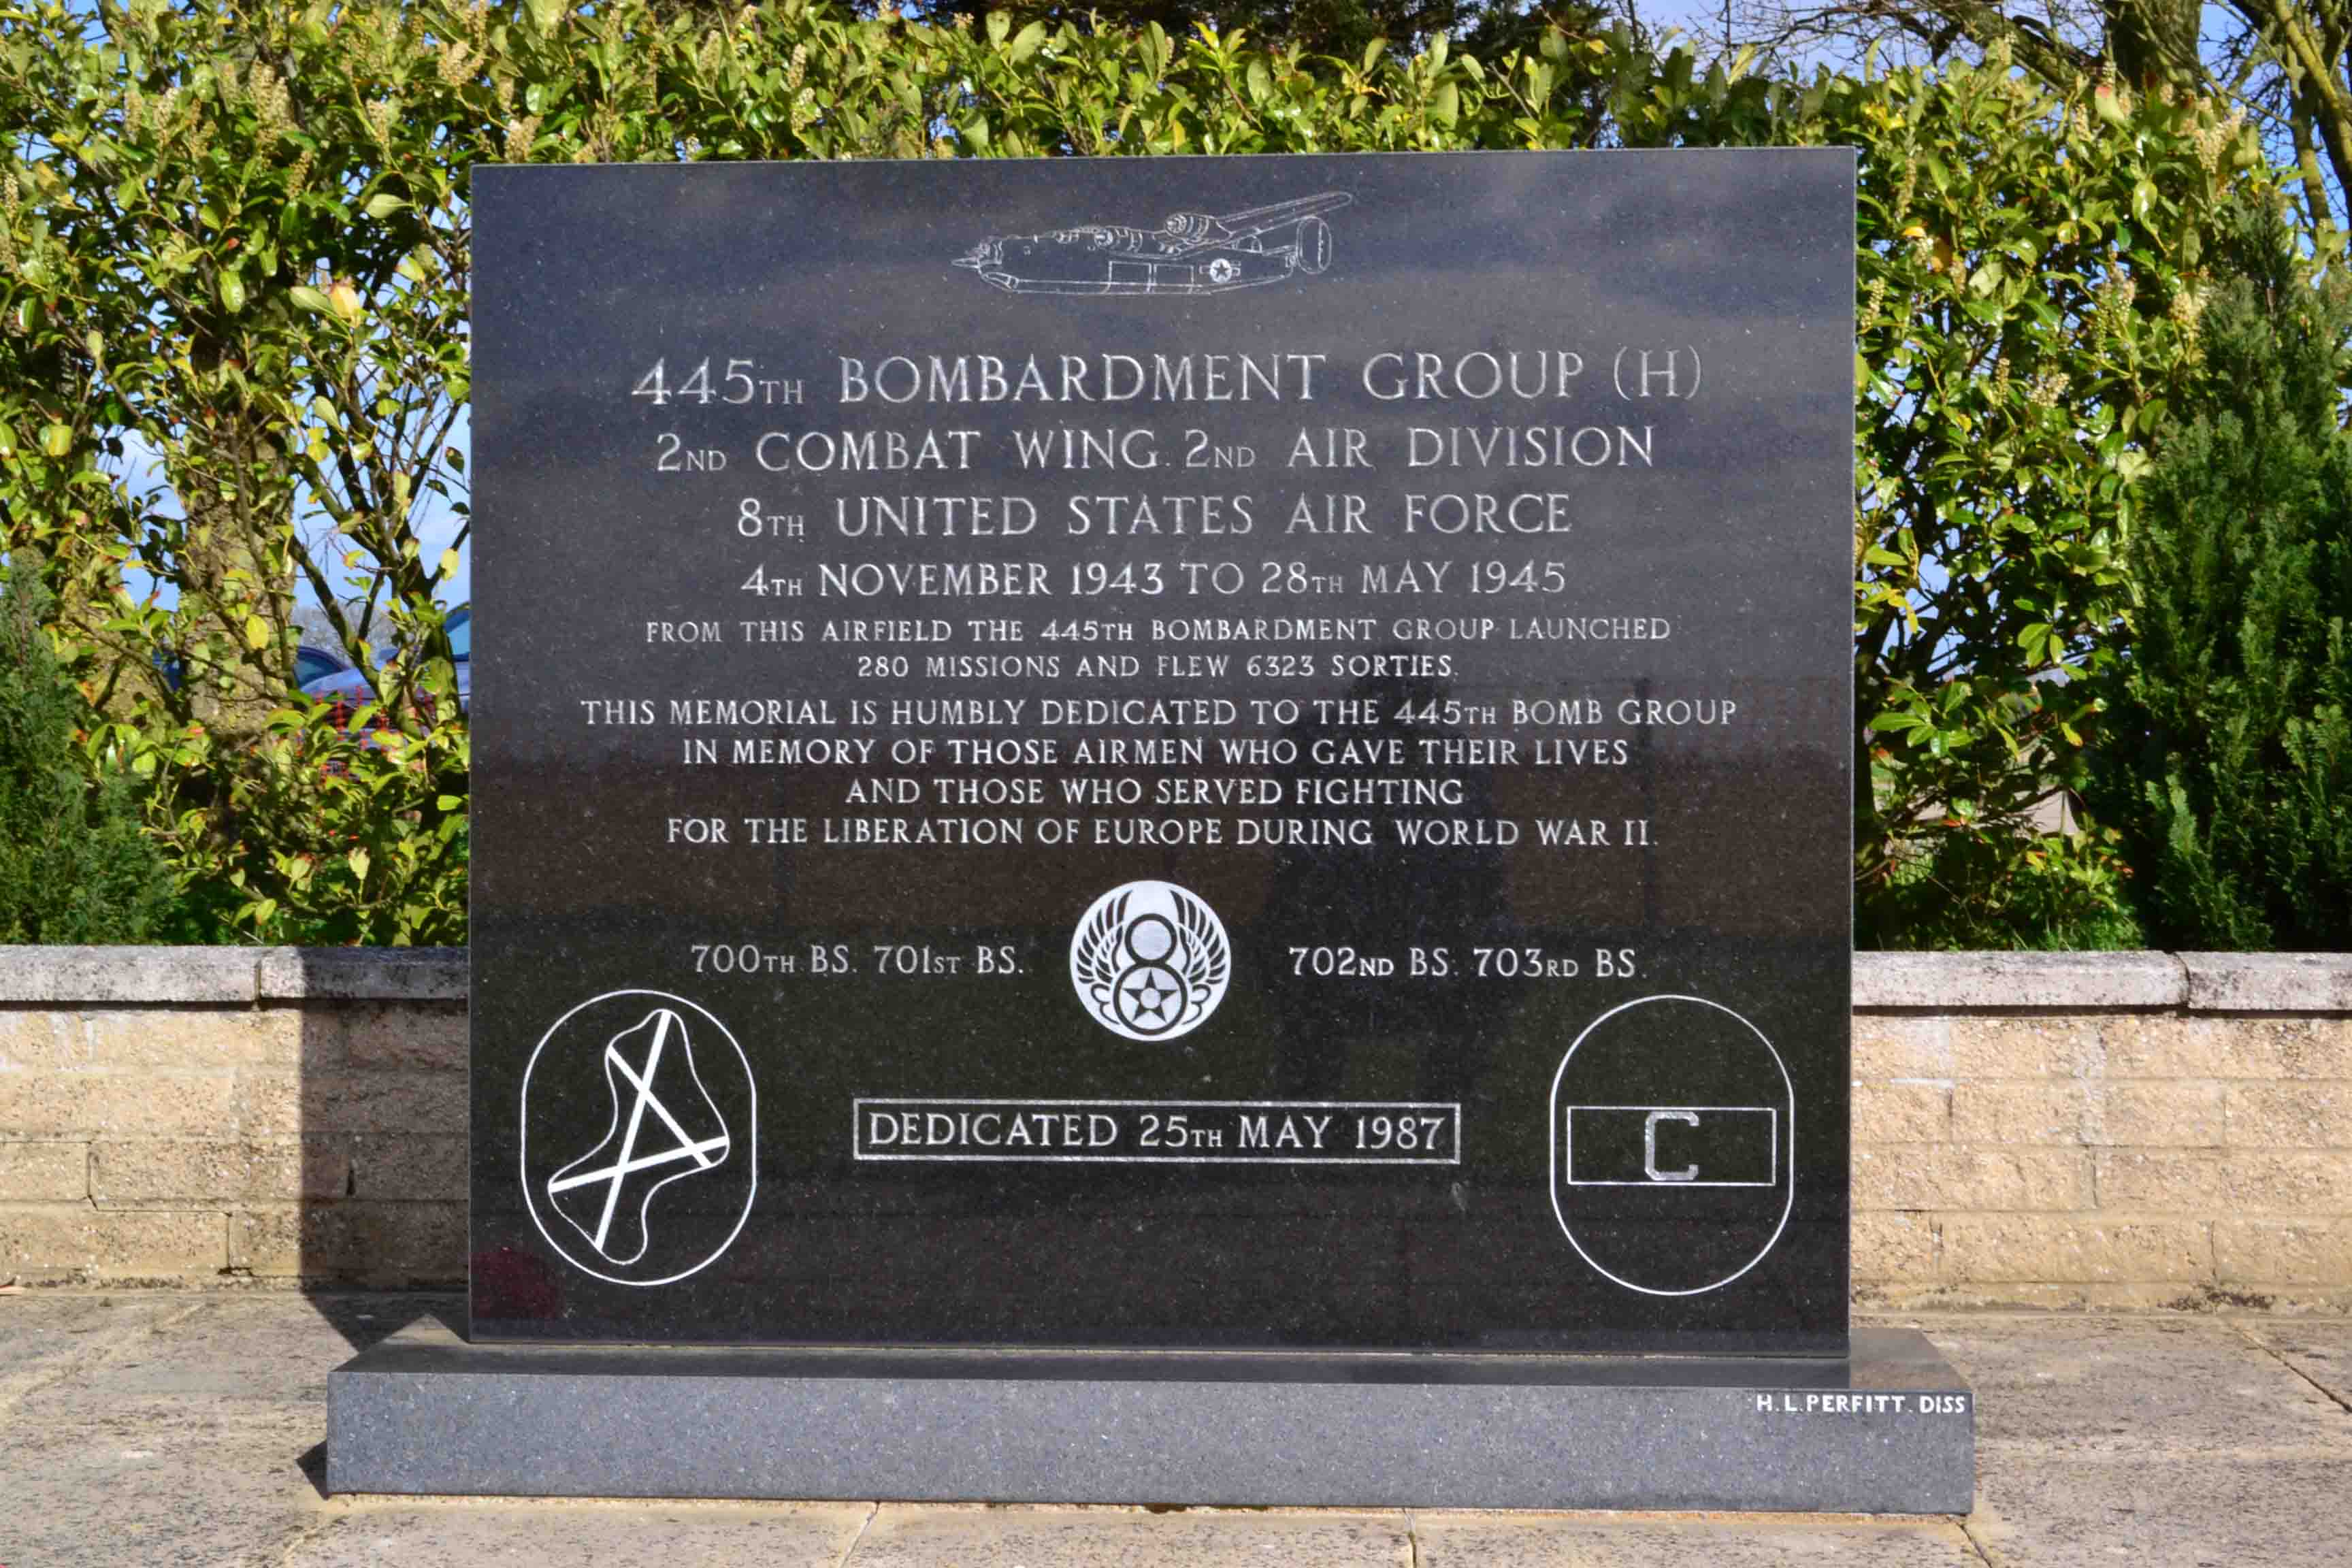 445TH BOMBARDMENT GROUP (H)
2ND COMBAT WING. 2ND AIR DIVISION
8TH UNITED STATES AIR FORCE
4TH NOVEMBER 1943 TO 28TH MAY 1945
FROM THIS AIRFIELD THE 445TH BOMBARDMENT GROUP LAUNCHED
280 MISSIONS AND FLEW 6323 SORTIES.
THIS MEMORIAL IS HUMBLY DEDICATED TO THE 445TH BOMB GROUP
IN MEMORY OF THOSE AIRMEN WHO GAVE THEIR LIVES
AND THOSE WHO SERVED FIGHTING
FOR THE LIBERATION OF EUROPE DURING WORLD WAR II.
700TH BS. 701ST BS. 8 702ND BS. 703RD BS.
C
DEDICATED 25TH MAY 1987
H.L.PERFITT. DISS